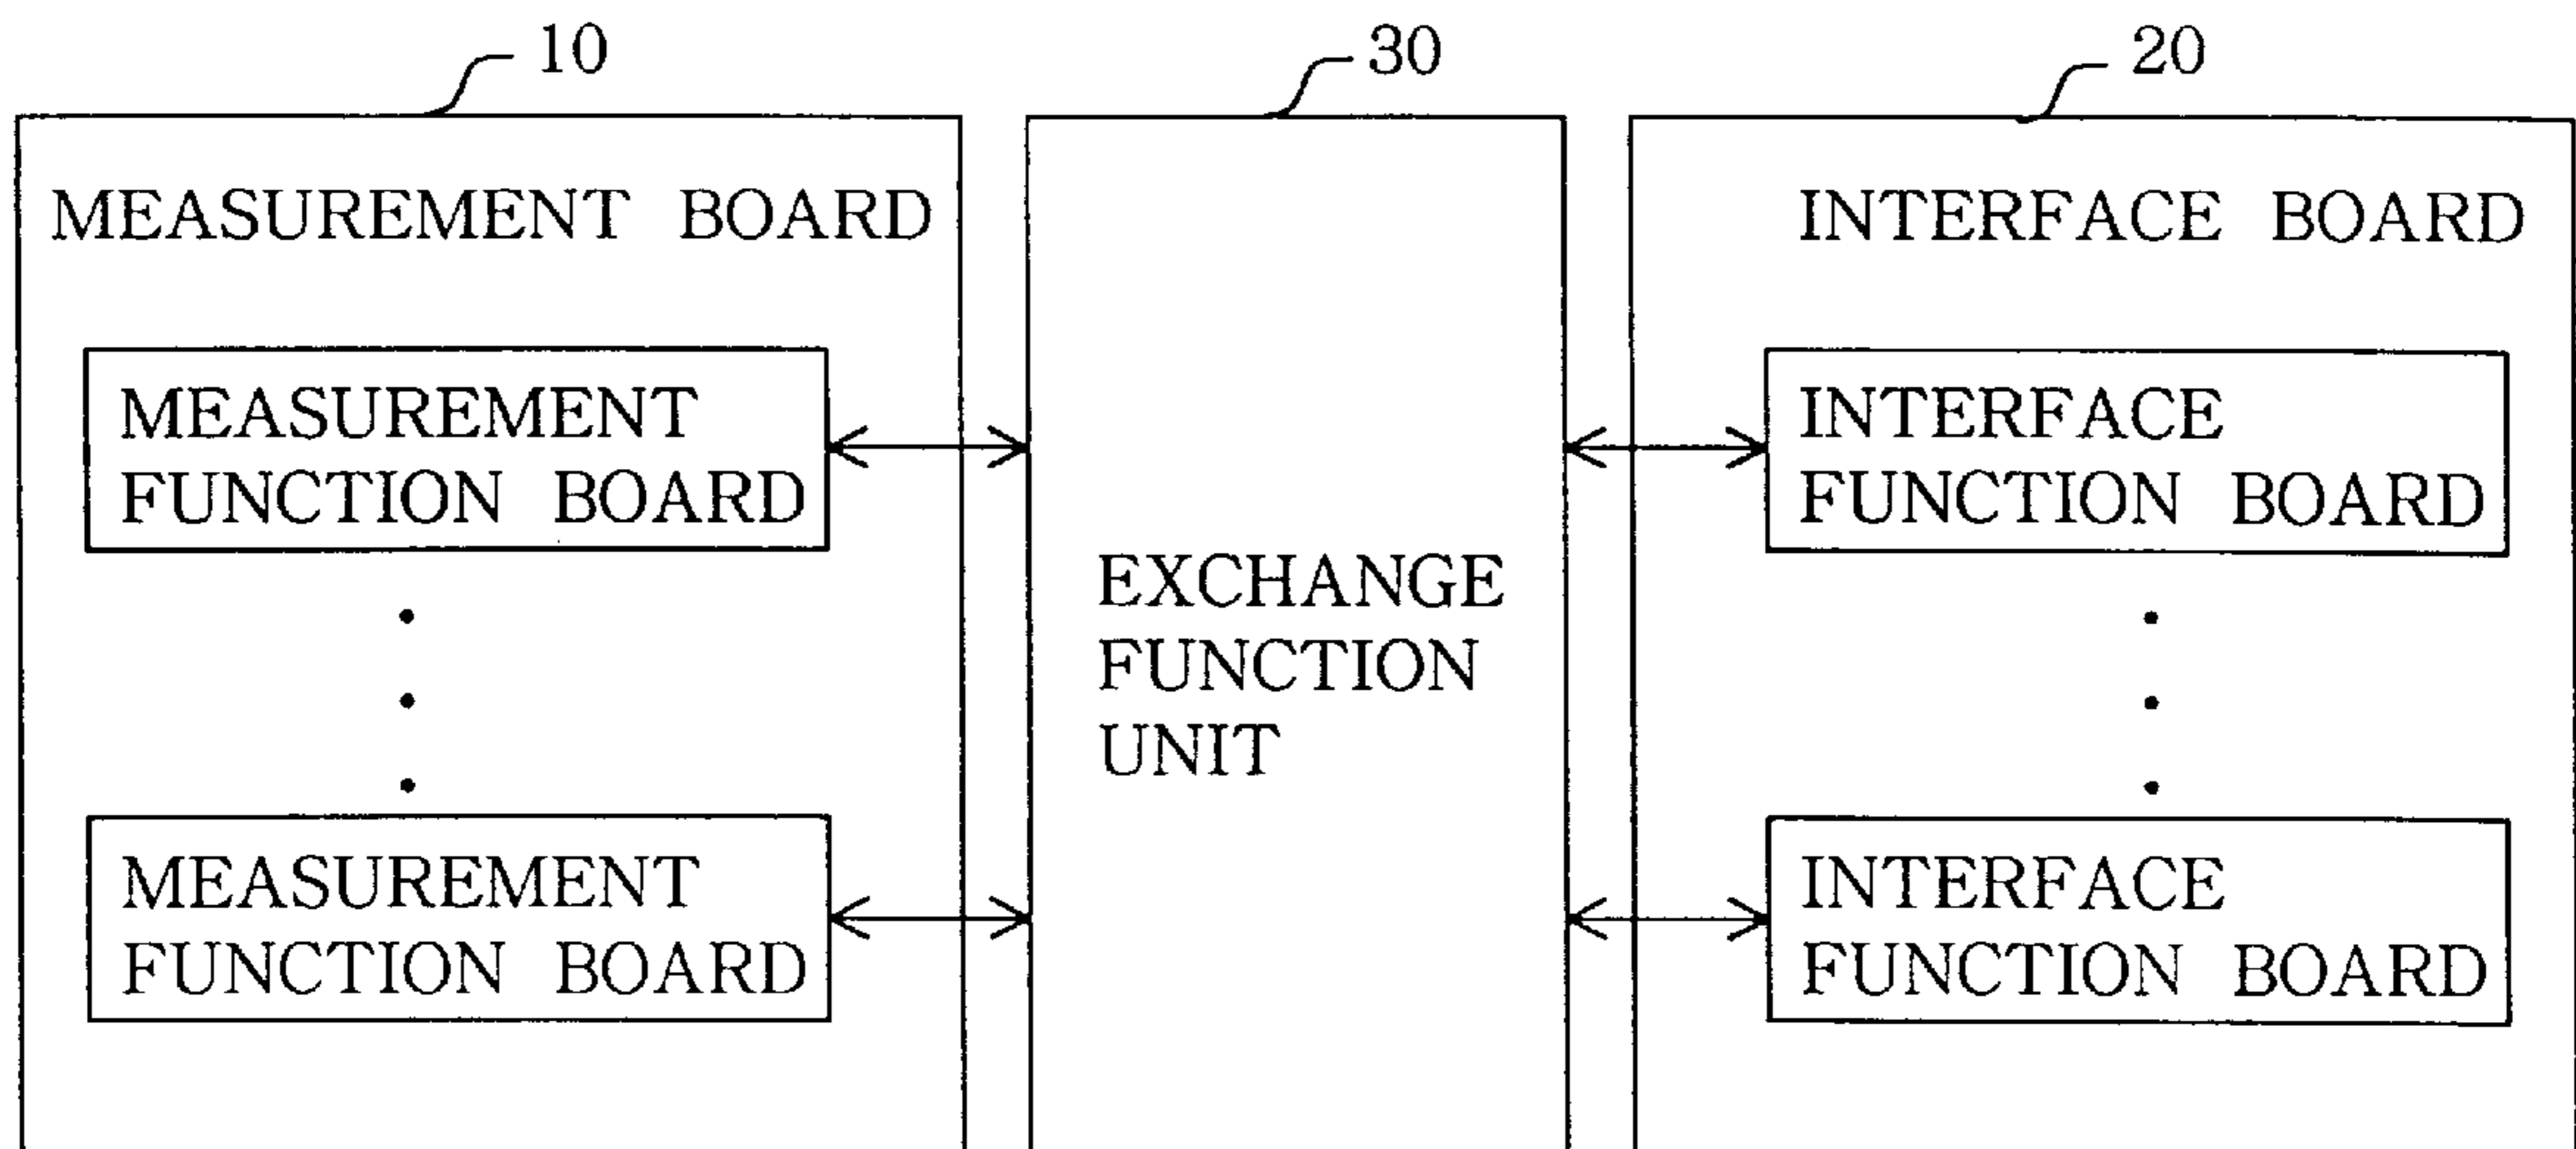 10
30
20
MEASUREMENT BOARD
INTERFACE BOARD
MEASUREMENT
FUNCTION BOARD
INTERFACE
FUNCTION BOARD
EXCHANGE
FUNCTION
UNIT
MEASUREMENT
FUNCTION BOARD
INTERFACE
FUNCTION BOARD